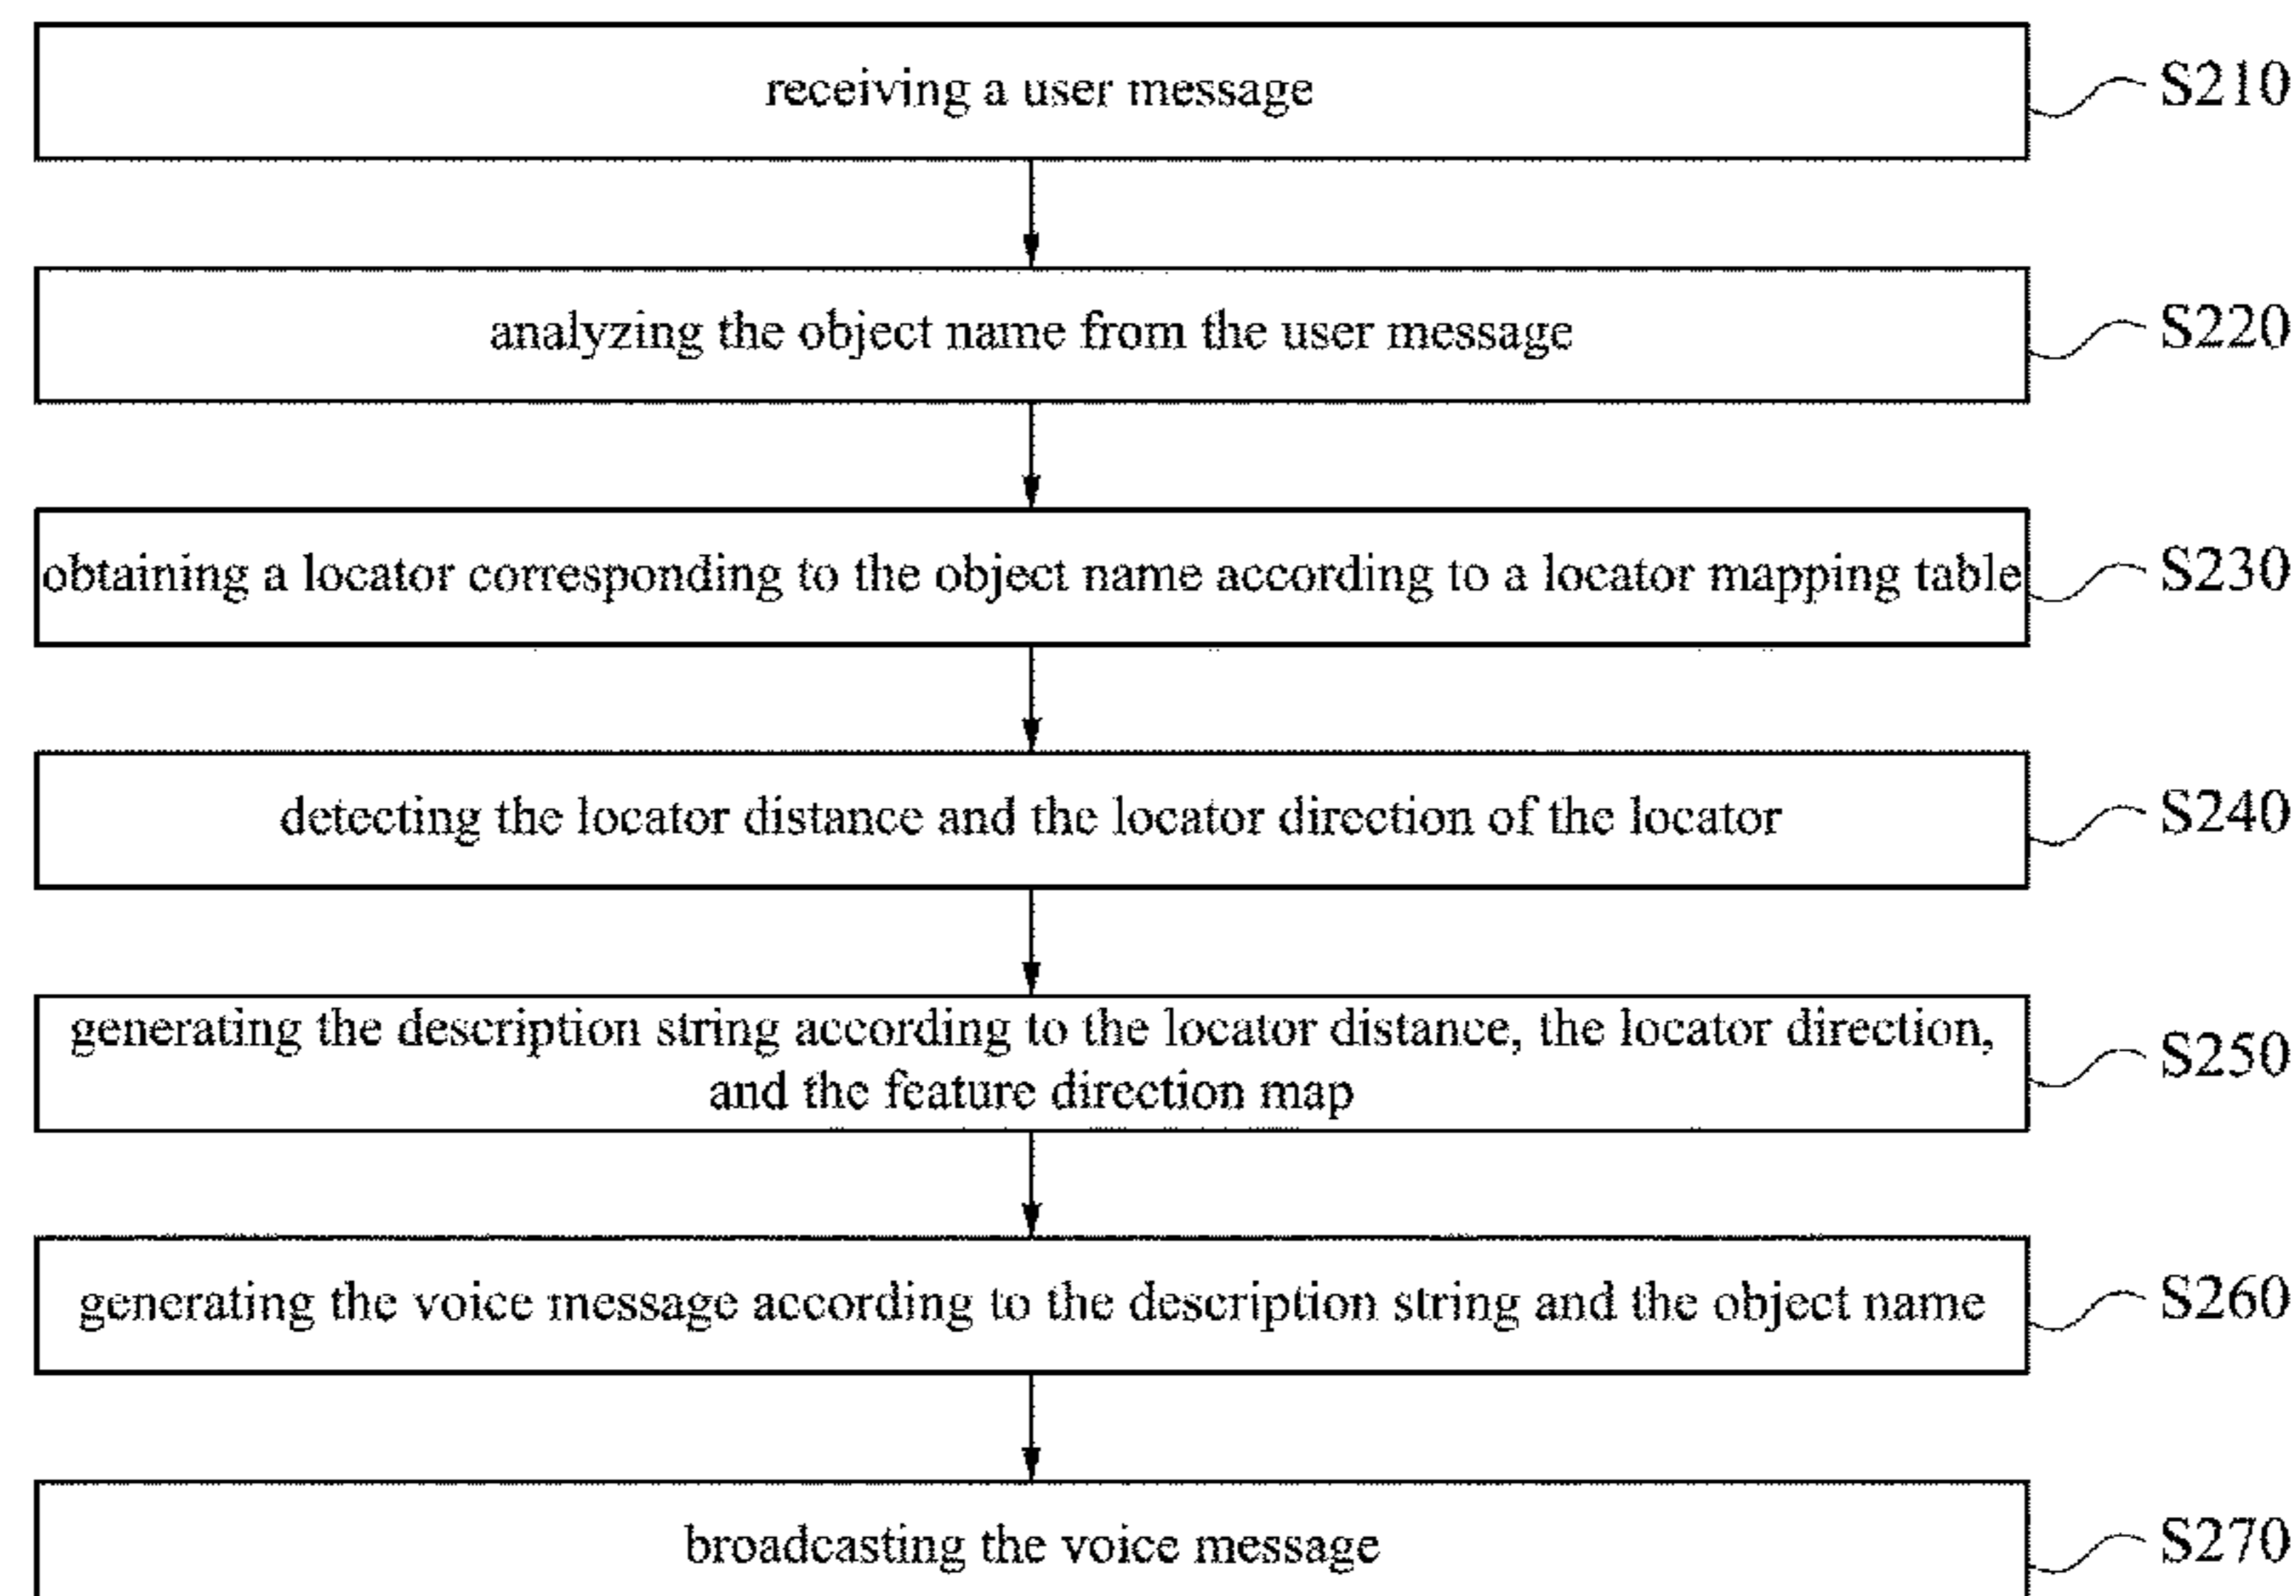 receiving a user message
S210
analyzing the object name from the user message
S220
obtaining a locator corresponding to the object name according to a locator mapping table
S230
detecting the locator distance and the locator direction of the locator
S240
generating the description string according to the locator distance, the locator direction,
and the feature direction map
S250
generating the voice message according to the description string and the object name
S260
broadcasting the voice message
S270